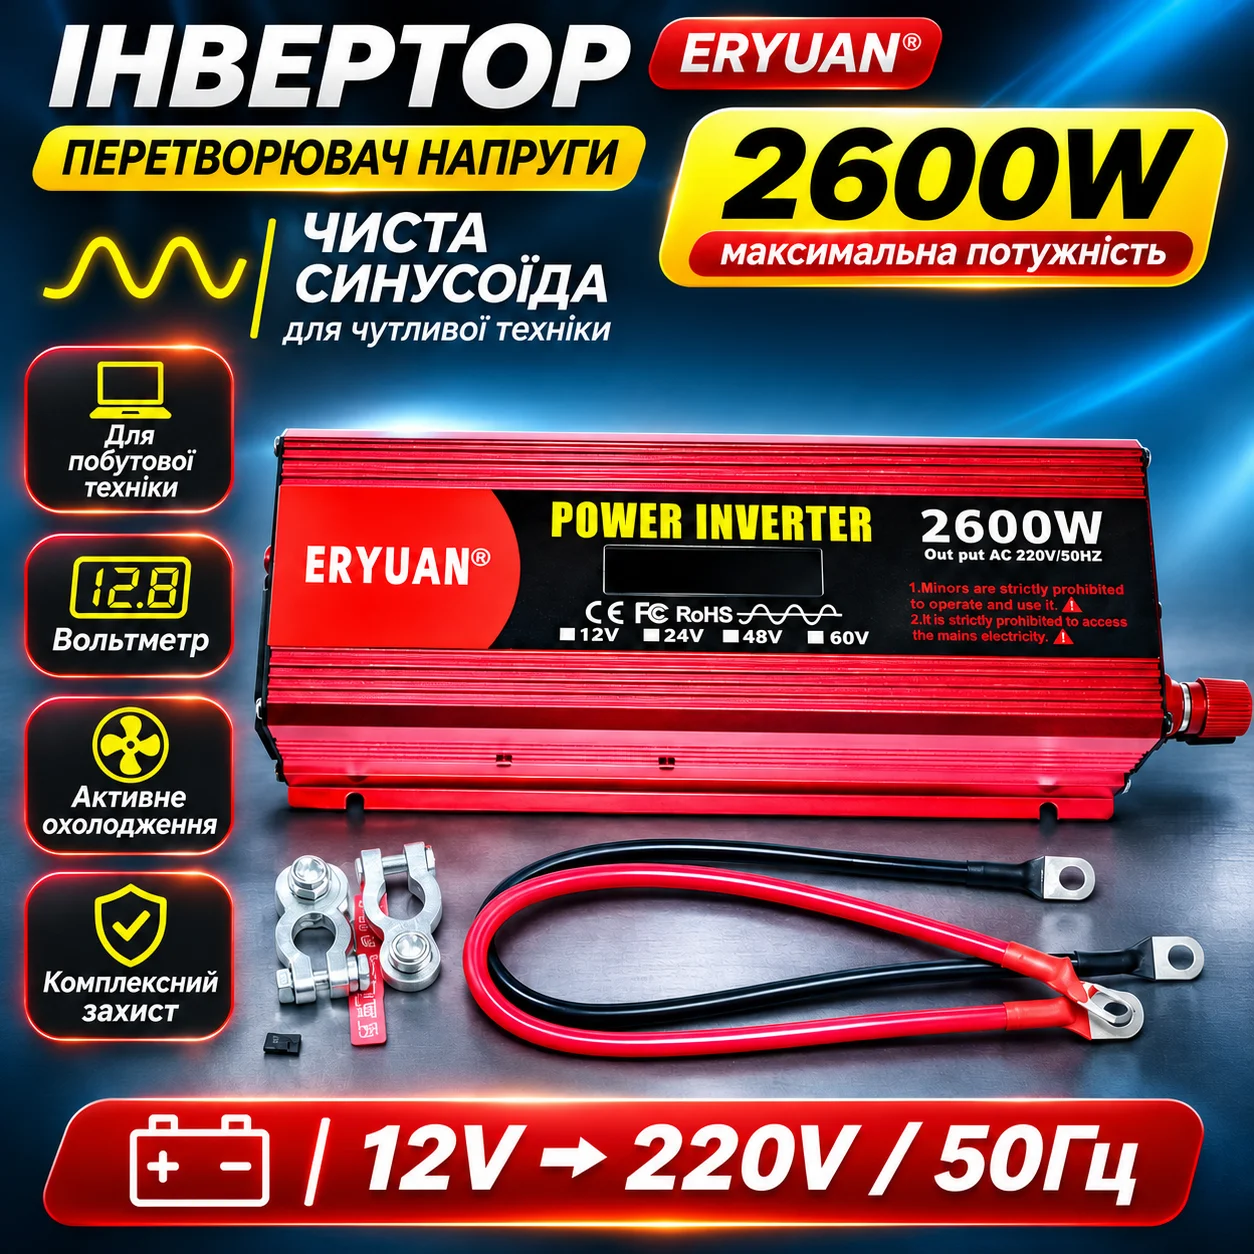 ІНВЕРТОР
ERYUAN®
ПЕРЕТВОРЮВАЧ НАПРУГИ
2600W
максимальна потужність
ЧИСТА
СИНУСОЇДА
для чутливої техніки
Для
побутової
техніки
12.8
Вольтметр
Активне
охолодження
Комплексний
захист
ERYUAN®
POWER INVERTER
CE FC RoHS
12V 24V 48V 60V
2600W
Out put AC 220V/50HZ
1.Minors are strictly prohibited
to operate and use it.
2.It is strictly prohibited to access
the mains electricity.
12V → 220V / 50Гц